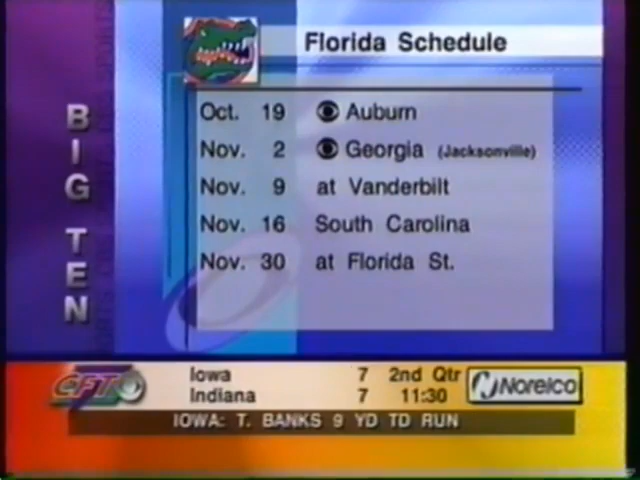 Florida Schedule
BIG TEN
Oct. 19 Auburn
Nov. 2 Georgia (Jacksonville)
Nov. 9 at Vanderbilt
Nov. 16 South Carolina
Nov. 30 at Florida St.
CFT
Iowa 7 2nd Qtr
Indiana 7 11:30
Norelco
IOWA: T. BANKS 9 YD TD RUN